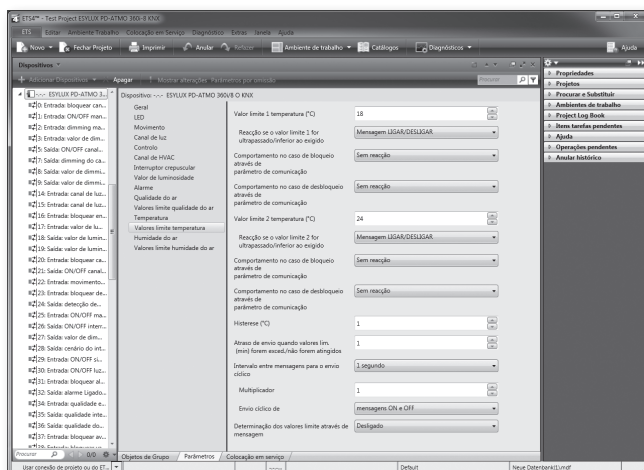 ETS4™ - Test Project ESYLUX PD-ATMO 360i-8 KNX
ETS Editar Ambiente Trabalho Colocação em Serviço Diagnóstico Extras Janela Ajuda
Novo Fechar Projeto Imprimir Anular Refazer Ambiente de trabalho Catálogos Diagnósticos Ajuda
Dispositivos
Adicionar Dispositivos Apagar Mostrar alterações Parâmetros por omissão Procurar
-.-.- ESYLUX PD-ATMO 3...
0: Entrada: bloquear can...
1: Entrada: ON/OFF man...
2: Entrada: dimming ma...
3: Entrada: valor de dim...
5: Saída: ON/OFF canal...
7: Saída: dimming do ca...
8: Saída: valor de dimmi...
9: Saída: valor de dimmi...
14: Entrada: canal de luz...
15: Entrada: canal de luz...
16: Entrada: bloquear en...
17: Entrada: valor de lu...
18: Saída: valor de lumin...
19: Saída: valor de lumin...
20: Entrada: bloquear ca...
21: Saída: ON/OFF canal...
22: Entrada: movimento...
23: Entrada: bloquear de...
24: Saída: detecção de...
25: Entrada: ON/OFF ma...
26: Saída: ON/OFF interr...
27: Saída: valor de dim...
28: Saída: cenário do int...
29: Entrada: ON/OFF si...
30: Entrada: ON/OFF luz...
31: Entrada: bloquear al...
32: Saída: alarme Ligado...
34: Entrada: qualidade e...
35: Saída: qualidade inte...
36: Saída: qualidade do...
37: Entrada: bloquear av...
Procurar 0/0
Dispositivo: -.-.- ESYLUX PD-ATMO 360i/8 KNX
Geral
LED
Movimento
Canal de luz
Controlo
Canal de HVAC
Interruptor crepuscular
Valor de luminosidade
Alarme
Qualidade do ar
Valores limite qualidade do ar
Temperatura
Valores limite temperatura
Humidade do ar
Valores limite humidade do ar
Valor limite 1 temperatura (°C) 18
Reacção se o valor limite 1 for
ultrapassado/inferior ao exigido
Mensagem LIGAR/DESLIGAR
Comportamento no caso de bloqueio
através de
parâmetro de comunicação
Sem reacção
Comportamento no caso de desbloqueio
através de
parâmetro de comunicação
Sem reacção
Valor limite 2 temperatura (°C) 24
Reacção se o valor limite 2 for
ultrapassado/inferior ao exigido
Mensagem LIGAR/DESLIGAR
Comportamento no caso de bloqueio
através de
parâmetro de comunicação
Sem reacção
Comportamento no caso de desbloqueio
através de
parâmetro de comunicação
Sem reacção
Histerese (°C) 1
Atraso de envio quando valores lim.
(min) forem exced./não forem atingidos
1
Intervalo entre mensagens para o envio
cíclico
1 segundo
Multiplicador 1
Envio cíclico de mensagens ON e OFF
Determinação dos valores limite através de
mensagem
Desligado
Objetos de Grupo Parâmetros Colocação em serviço
Propriedades
Projetos
Procurar e Substituir
Ambientes de trabalho
Project Log Book
Itens tarefas pendentes
Ajuda
Operações pendentes
Anular histórico
Usar conexão de projeto ou do ET... Default Neue Datenbank(1).mdf